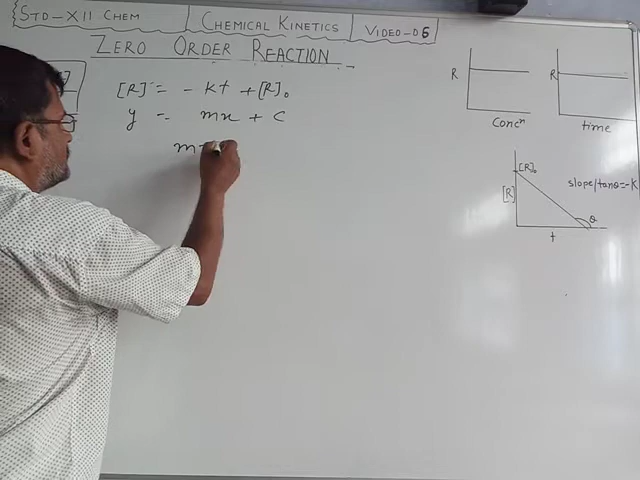 STD-XII CHEM
CHEMICAL KINETICS
VIDEO-06
ZERO ORDER REACTION
[R] = - Kt + [R]₀
y = mx + c
m =
R
Concⁿ
R
time
[R]₀
[R]
slope/tanθ=-K
θ
t